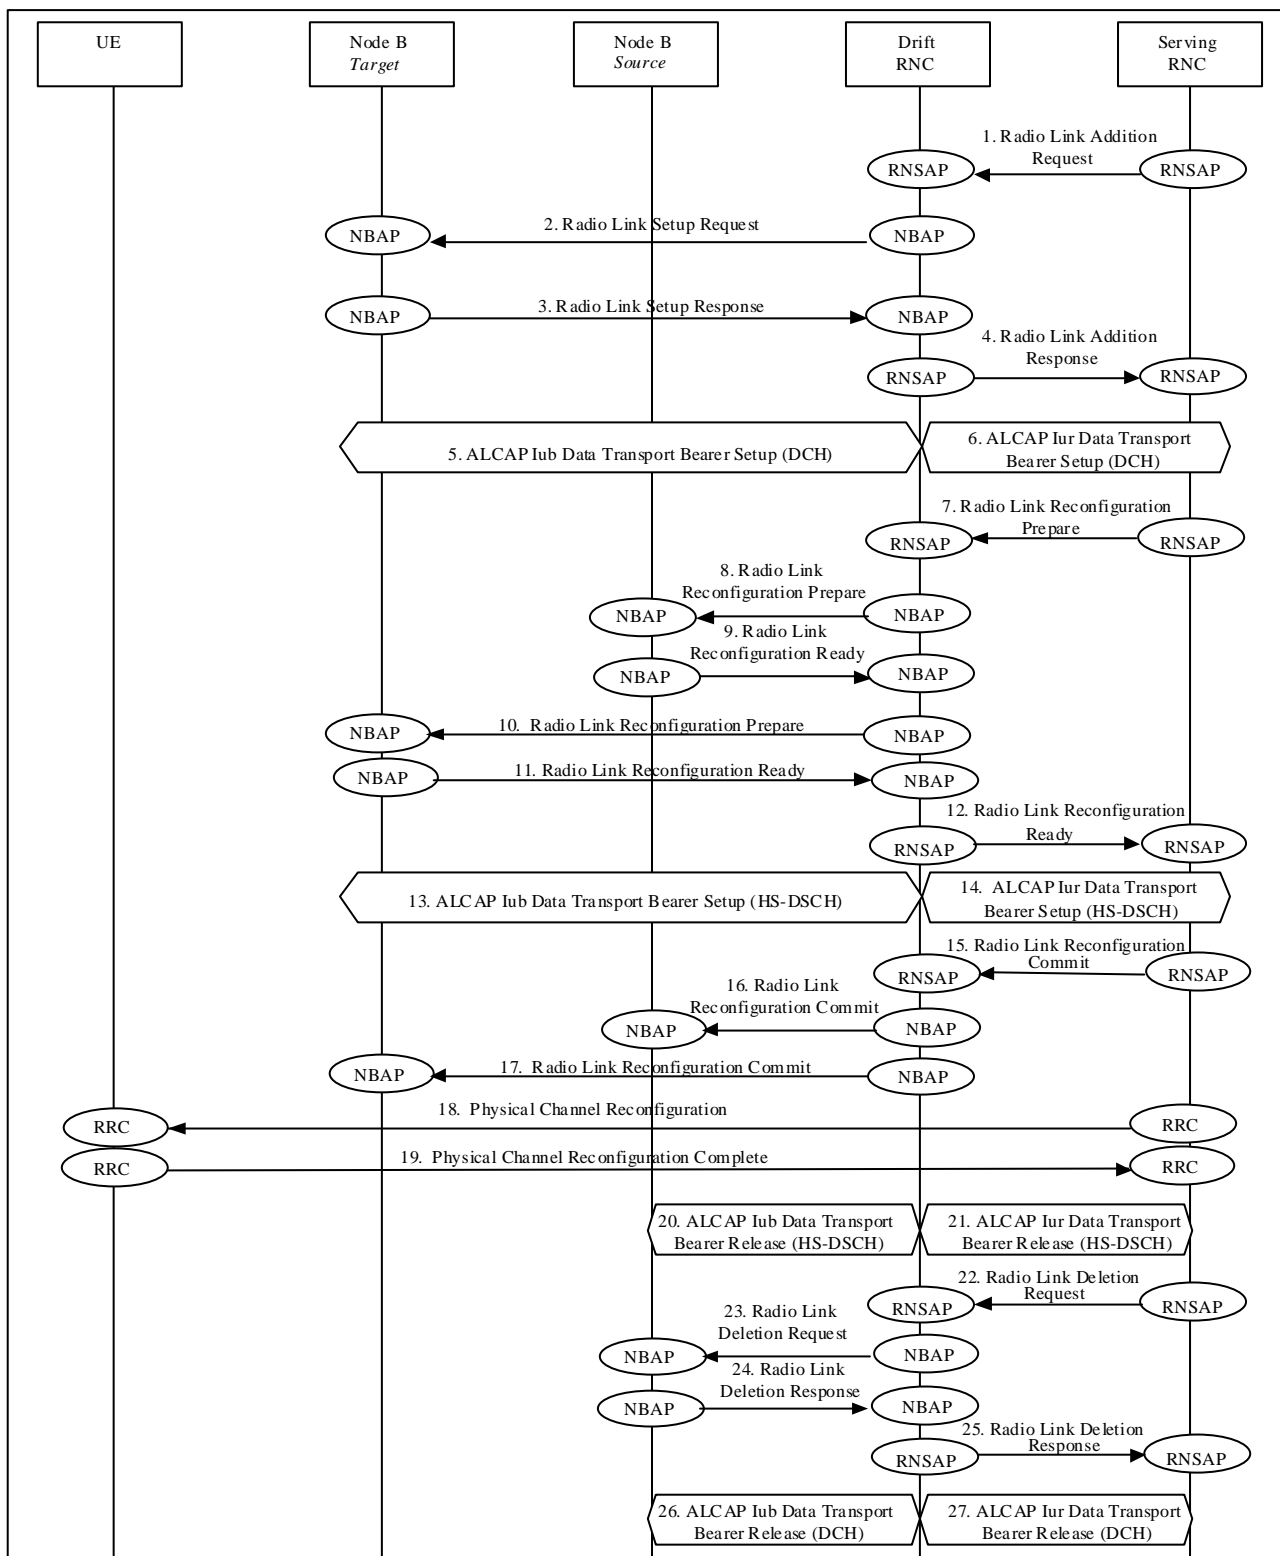 UE
Node B
Target
Node B
Source
Drift
RNC
Serving
RNC
1. Radio Link Addition
Request
RNSAP
RNSAP
2. Radio Link Setup Request
NBAP
NBAP
3. Radio Link Setup Response
NBAP
NBAP
4. Radio Link Addition
Response
RNSAP
RNSAP
5. ALCAP Iub Data Transport Bearer Setup (DCH)
6. ALCAP Iur Data Transport
Bearer Setup (DCH)
7. Radio Link Reconfiguration
Prepare
RNSAP
RNSAP
8. Radio Link
Reconfiguration Prepare
NBAP
NBAP
9. Radio Link
Reconfiguration Ready
NBAP
NBAP
10. Radio Link Reconfiguration Prepare
NBAP
NBAP
11. Radio Link Reconfiguration Ready
NBAP
NBAP
12. Radio Link Reconfiguration
Ready
RNSAP
RNSAP
13. ALCAP Iub Data Transport Bearer Setup (HS-DSCH)
14. ALCAP Iur Data Transport
Bearer Setup (HS-DSCH)
15. Radio Link Reconfiguration
Commit
RNSAP
RNSAP
16. Radio Link
Reconfiguration Commit
NBAP
NBAP
17. Radio Link Reconfiguration Commit
NBAP
NBAP
18. Physical Channel Reconfiguration
RRC
RRC
19. Physical Channel Reconfiguration Complete
RRC
RRC
20. ALCAP Iub Data Transport
Bearer Release (HS-DSCH)
21. ALCAP Iur Data Transport
Bearer Release (HS-DSCH)
22. Radio Link Deletion
Request
RNSAP
RNSAP
23. Radio Link
Deletion Request
NBAP
NBAP
24. Radio Link
Deletion Response
NBAP
NBAP
25. Radio Link Deletion
Response
RNSAP
RNSAP
26. ALCAP Iub Data Transport
Bearer Release (DCH)
27. ALCAP Iur Data Transport
Bearer Release (DCH)